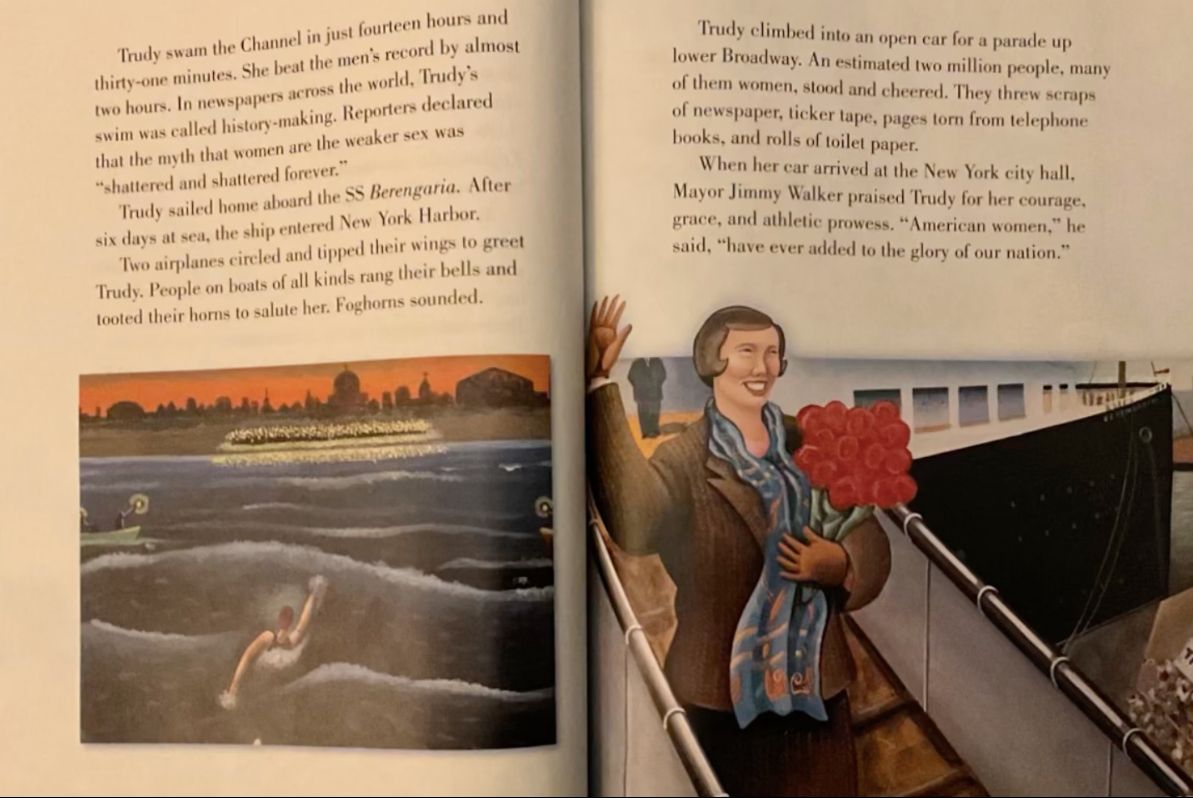 Trudy swam the Channel in just fourteen hours and
thirty-one minutes. She beat the men's record by almost
two hours. In newspapers across the world, Trudy's
swim was called history-making. Reporters declared
that the myth that women are the weaker sex was
"shattered and shattered forever."
Trudy sailed home aboard the SS Berengaria. After
six days at sea, the ship entered New York Harbor.
Two airplanes circled and tipped their wings to greet
Trudy. People on boats of all kinds rang their bells and
tooted their horns to salute her. Foghorns sounded.
Trudy climbed into an open car for a parade up
lower Broadway. An estimated two million people, many
of them women, stood and cheered. They threw scraps
of newspaper, ticker tape, pages torn from telephone
books, and rolls of toilet paper.
When her car arrived at the New York city hall,
Mayor Jimmy Walker praised Trudy for her courage,
grace, and athletic prowess. "American women," he
said, "have ever added to the glory of our nation."